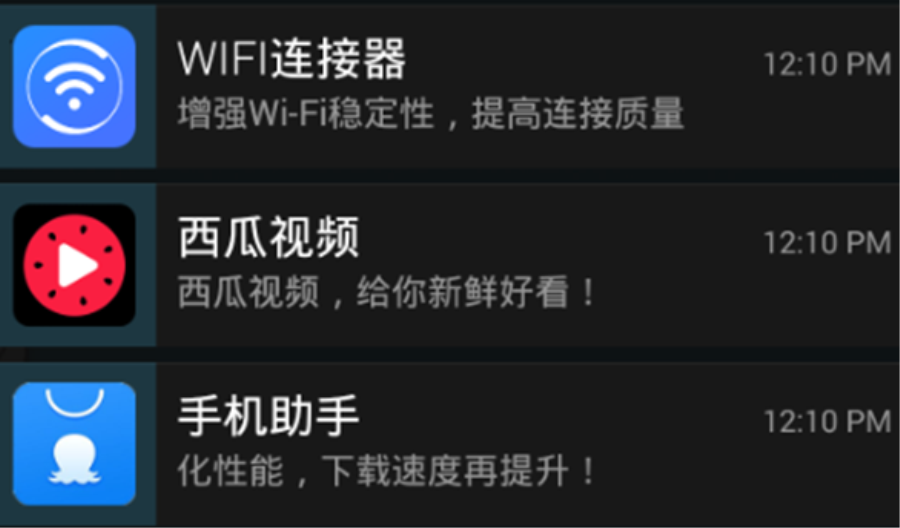 WIFI连接器
12:10 PM
增强Wi-Fi稳定性，提高连接质量
西瓜视频
12:10 PM
西瓜视频，给你新鲜好看！
手机助手
12:10 PM
化性能，下载速度再提升！